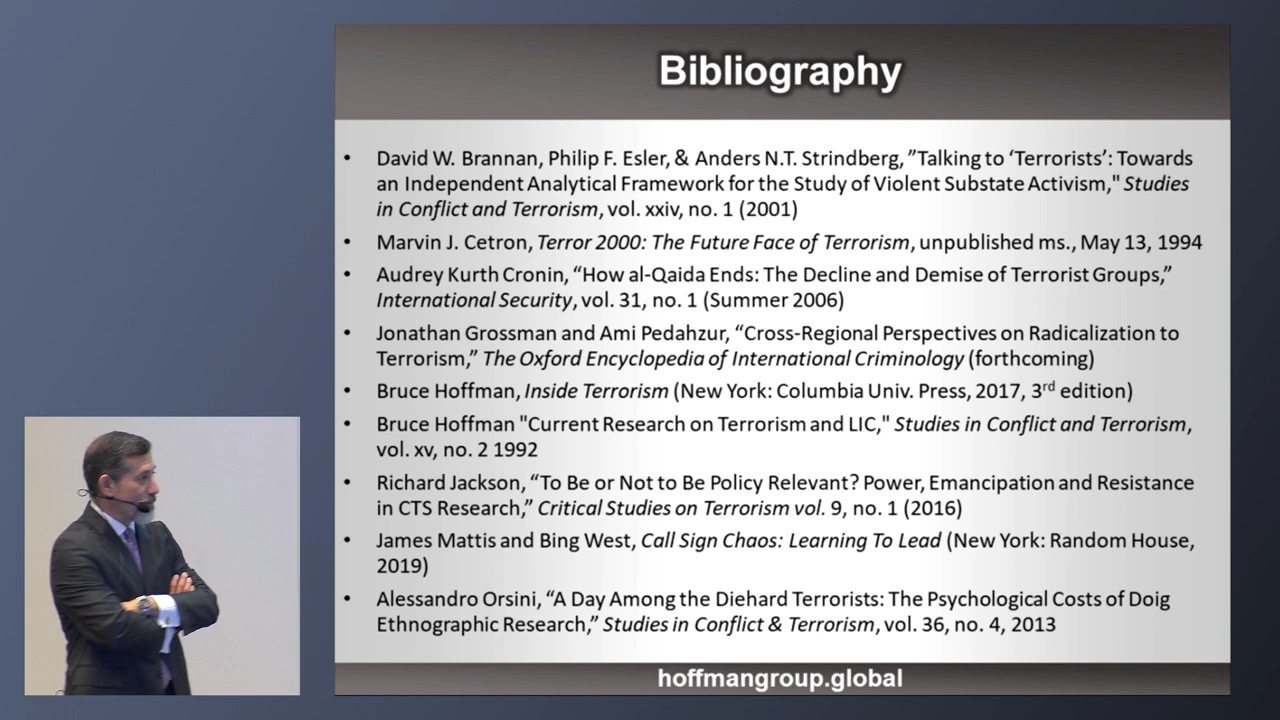 Bibliography
• David W. Brannan, Philip F. Esler, & Anders N.T. Strindberg, ”Talking to ‘Terrorists’: Towards
an Independent Analytical Framework for the Study of Violent Substate Activism," Studies
in Conflict and Terrorism, vol. xxiv, no. 1 (2001)
• Marvin J. Cetron, Terror 2000: The Future Face of Terrorism, unpublished ms., May 13, 1994
• Audrey Kurth Cronin, “How al-Qaida Ends: The Decline and Demise of Terrorist Groups,”
International Security, vol. 31, no. 1 (Summer 2006)
• Jonathan Grossman and Ami Pedahzur, “Cross-Regional Perspectives on Radicalization to
Terrorism,” The Oxford Encyclopedia of International Criminology (forthcoming)
• Bruce Hoffman, Inside Terrorism (New York: Columbia Univ. Press, 2017, 3rd edition)
• Bruce Hoffman "Current Research on Terrorism and LIC," Studies in Conflict and Terrorism,
vol. xv, no. 2 1992
• Richard Jackson, “To Be or Not to Be Policy Relevant? Power, Emancipation and Resistance
in CTS Research,” Critical Studies on Terrorism vol. 9, no. 1 (2016)
• James Mattis and Bing West, Call Sign Chaos: Learning To Lead (New York: Random House,
2019)
• Alessandro Orsini, “A Day Among the Diehard Terrorists: The Psychological Costs of Doig
Ethnographic Research,” Studies in Conflict & Terrorism, vol. 36, no. 4, 2013
hoffmangroup.global